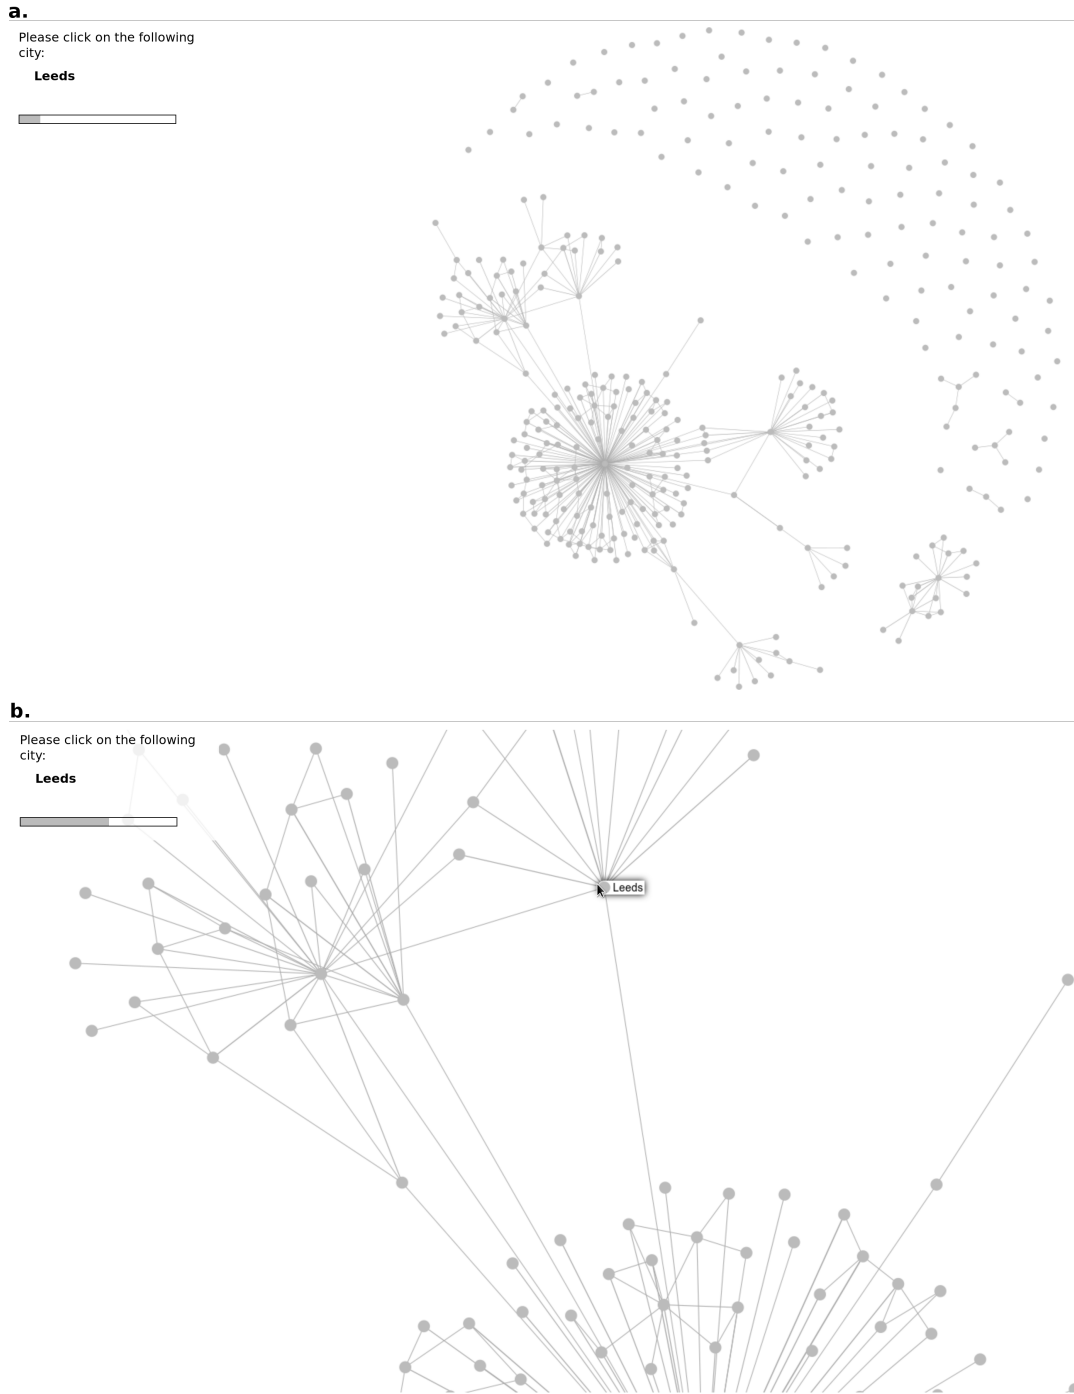 a.
Please click on the following
city:
Leeds
b.
Please click on the following
city:
Leeds
Leeds